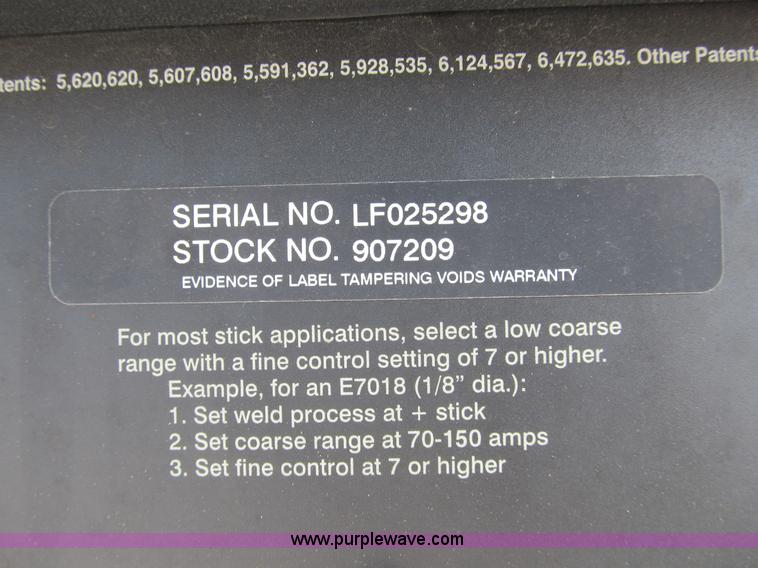 tents: 5,620,620, 5,607,608, 5,591,362, 5,928,535, 6,124,567, 6,472,635. Other Patents
SERIAL NO. LF025298
STOCK NO. 907209
EVIDENCE OF LABEL TAMPERING VOIDS WARRANTY
For most stick applications, select a low coarse
range with a fine control setting of 7 or higher.
Example, for an E7018 (1/8" dia.):
1. Set weld process at + stick
2. Set coarse range at 70-150 amps
3. Set fine control at 7 or higher
www.purplewave.com